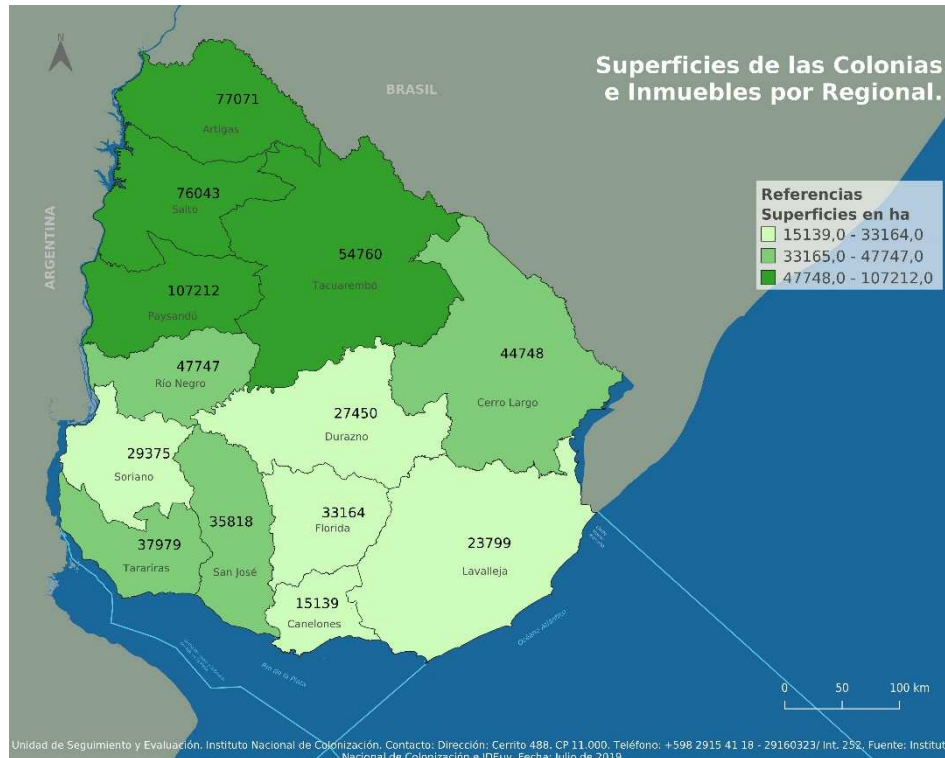 N
BRASIL
Superficies de las Colonias
e Inmuebles por Regional.
77071
Artigas
76043
Salto
ARGENTINA
Referencias
Superficies en ha
15139,0 - 33164,0
33165,0 - 47747,0
47748,0 - 107212,0
54760
Tacuarembó
107212
Paysandú
47747
Río Negro
44748
Cerro Largo
27450
Durazno
29375
Soriano
33164
Florida
35818
San José
37979
Tarariras
23799
Lavalleja
15139
Canelones
Océano Atlántico
Río de la Plata
0 50 100 km
Unidad de Seguimiento y Evaluación. Instituto Nacional de Colonización. Contacto: Dirección: Cerrito 488. CP 11.000. Teléfono: +598 2915 41 18 - 29160323/ Int. 252, Fuente: Institut
Nacional de Colonización e IDEuy. Fecha: Julio de 2019